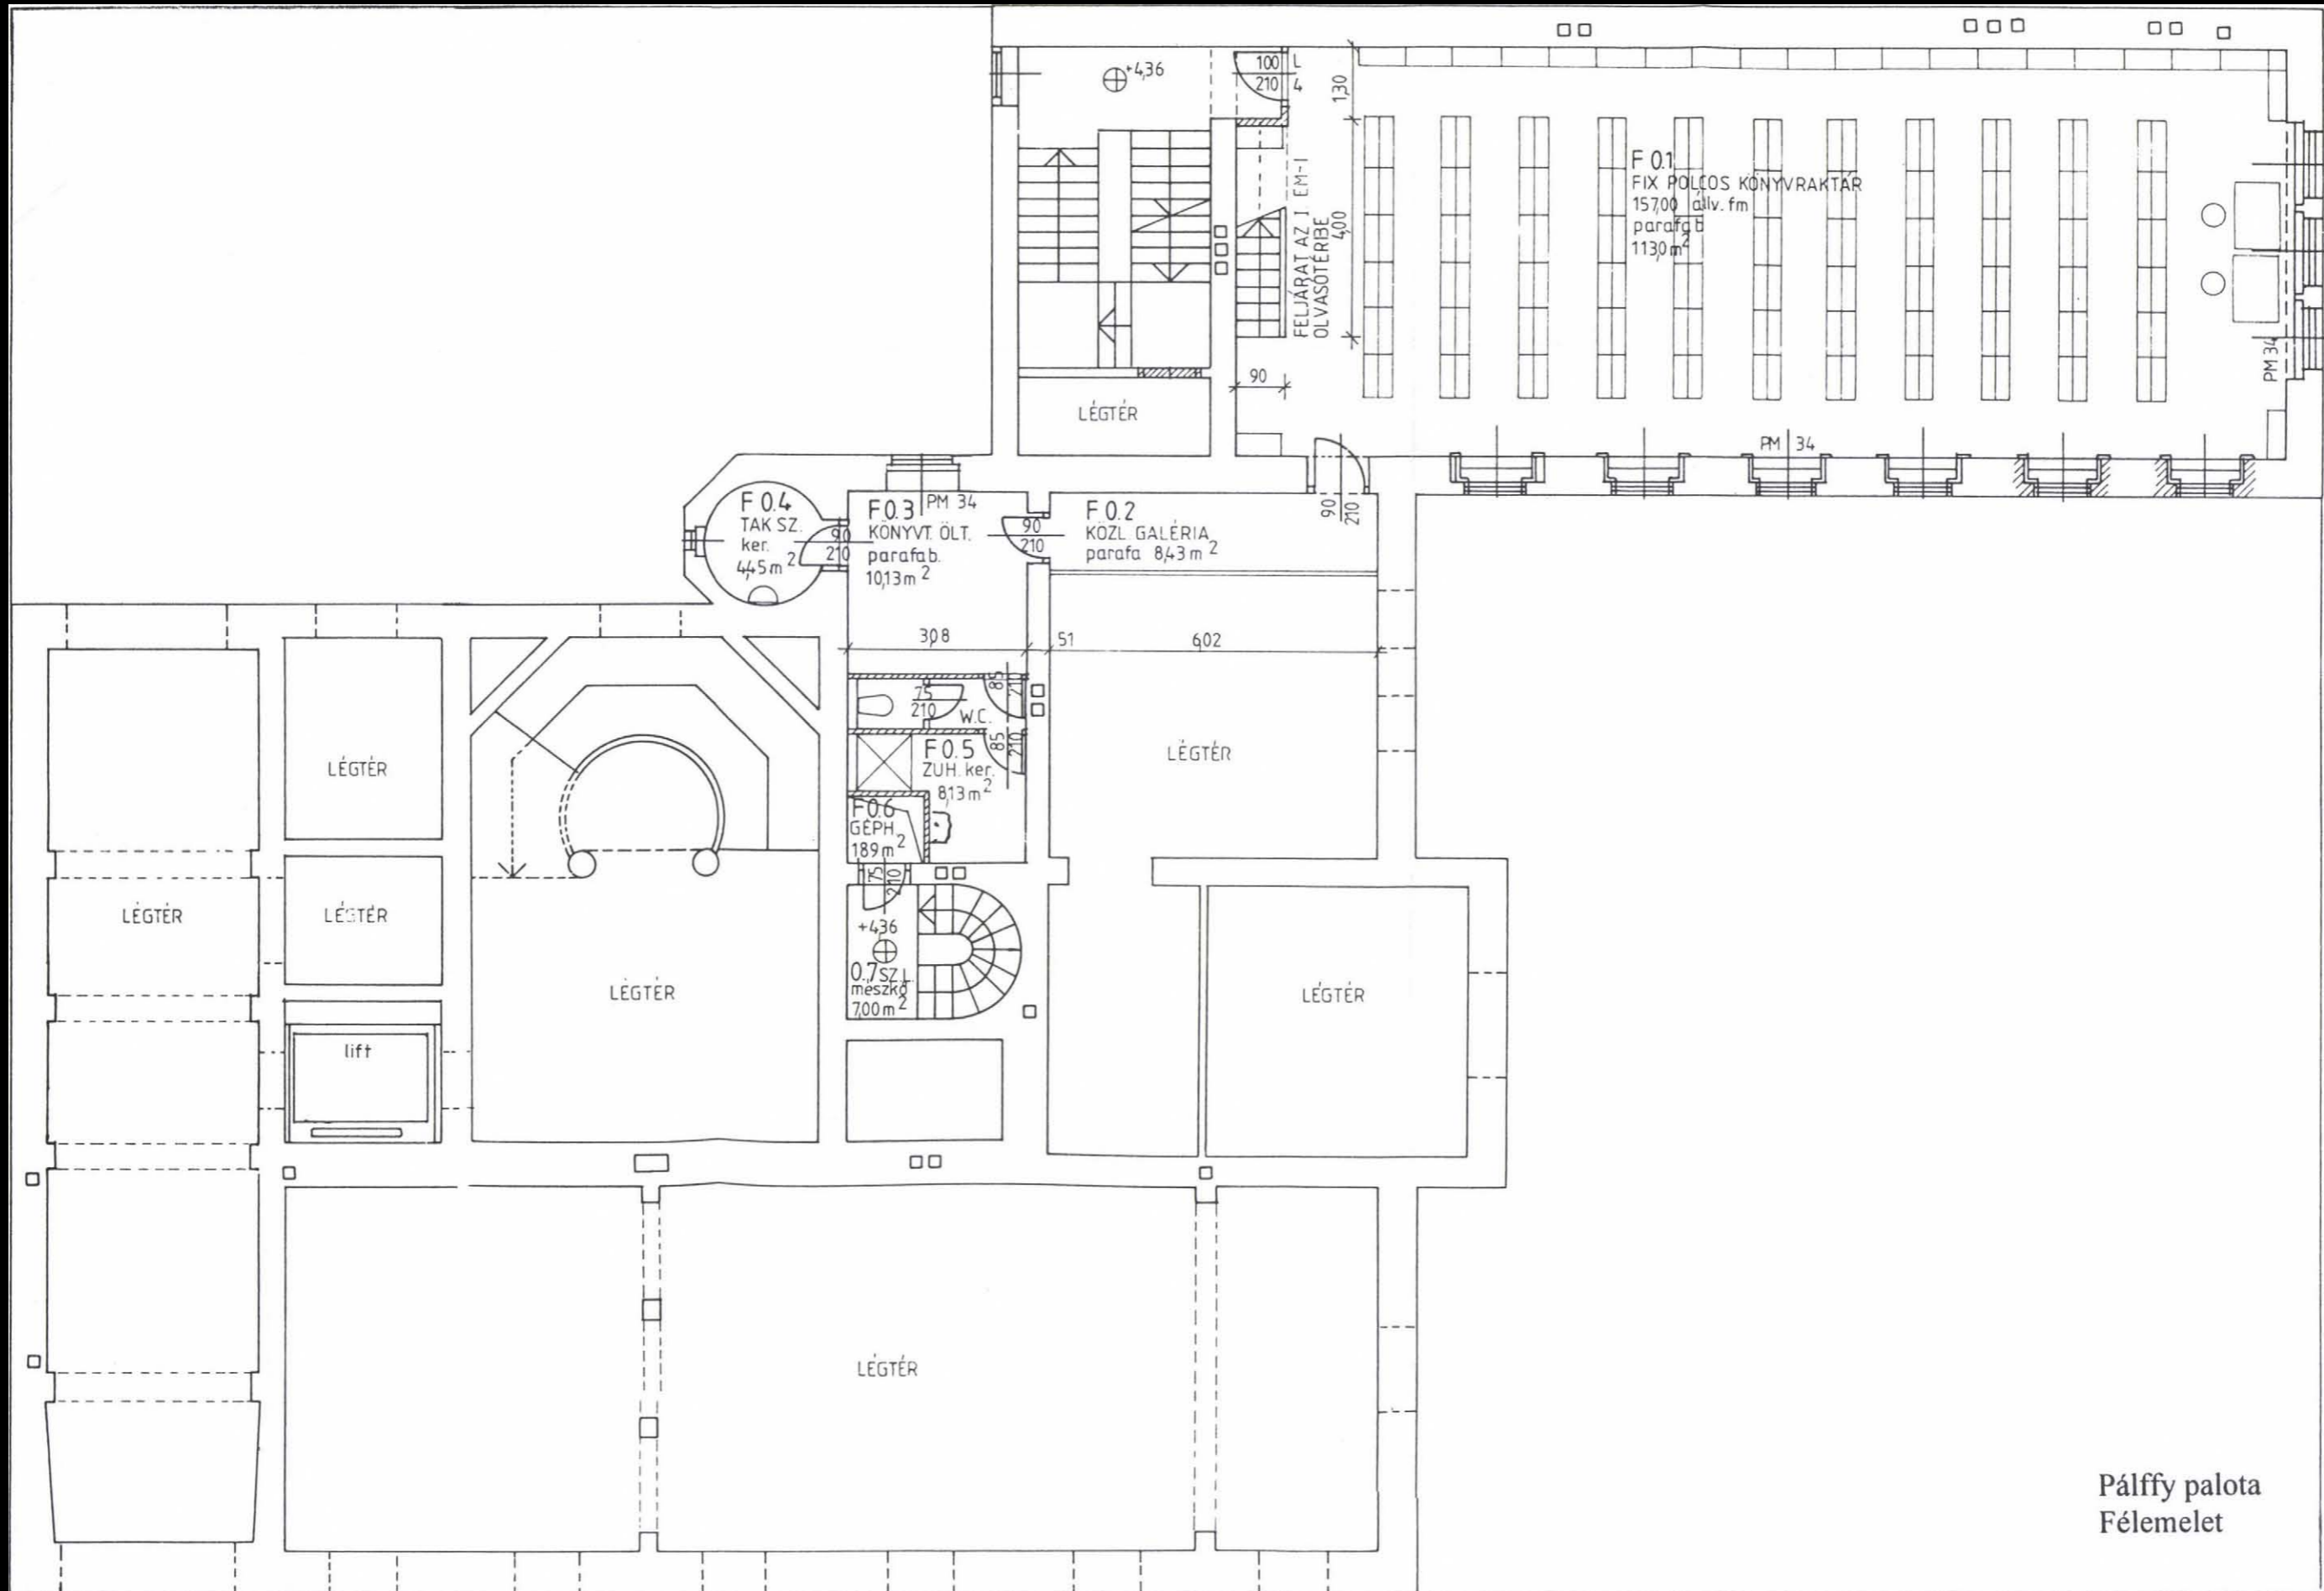 +4,36
100
210
L
4
1,30
4,00
FELJÁRAT AZ I EM-I
OLVASÓTÉRBE
F 0.1
FIX POLCOS KÖNYVRAKTÁR
157,00 állv. fm
parafab
113,0 m²
PM 34
90
LÉGTÉR
PM 34
90
210
F 0.4
TAK SZ.
ker.
4,45 m²
90
210
F 0.3
PM 34
KÖNYVT. ÖLT.
parafab.
10,13 m²
90
210
F 0.2
KÖZL. GALÉRIA
parafa 8,43 m²
3,08
51
6,02
75
210
W.C.
85
210
85
210
F 0.5
ZUH. ker.
8,13 m²
F 0.6
GÉPH.
1,89 m²
75
210
LÉGTÉR
LÉGTÉR
LÉGTÉR
LÉGTÉR
LÉGTÉR
+4,36
0.7 SZ.L.
mészkő
7,00 m²
LÉGTÉR
lift
LÉGTÉR
Pálffy palota
Félemelet